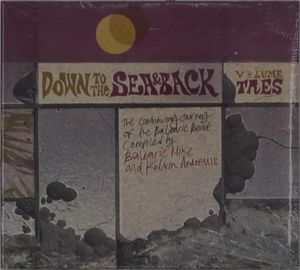 DOWN TO THE SEA&BACK
VOLUME TRES
The continuing Journey
of the Balearic Beat
Compiled by
Balearic Mike
and Kelvin Andrews